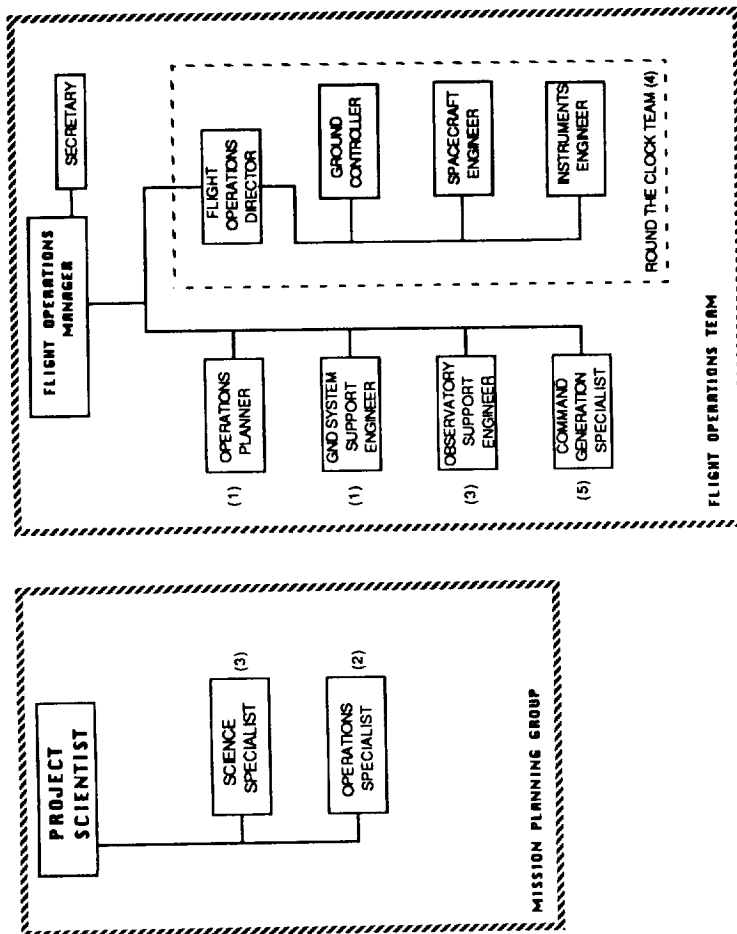 PROJECT
SCIENTIST
SCIENCE
SPECIALIST
(3)
OPERATIONS
SPECIALIST
(2)
MISSION PLANNING GROUP
FLIGHT OPERATIONS
MANAGER
SECRETARY
OPERATIONS
PLANNER
(1)
GND SYSTEM
SUPPORT
ENGINEER
(1)
OBSERVATORY
SUPPORT
ENGINEER
(3)
COMMAND
GENERATION
SPECIALIST
(5)
FLIGHT
OPERATIONS
DIRECTOR
GROUND
CONTROLLER
SPACECRAFT
ENGINEER
INSTRUMENTS
ENGINEER
ROUND THE CLOCK TEAM (4)
FLIGHT OPERATIONS TEAM